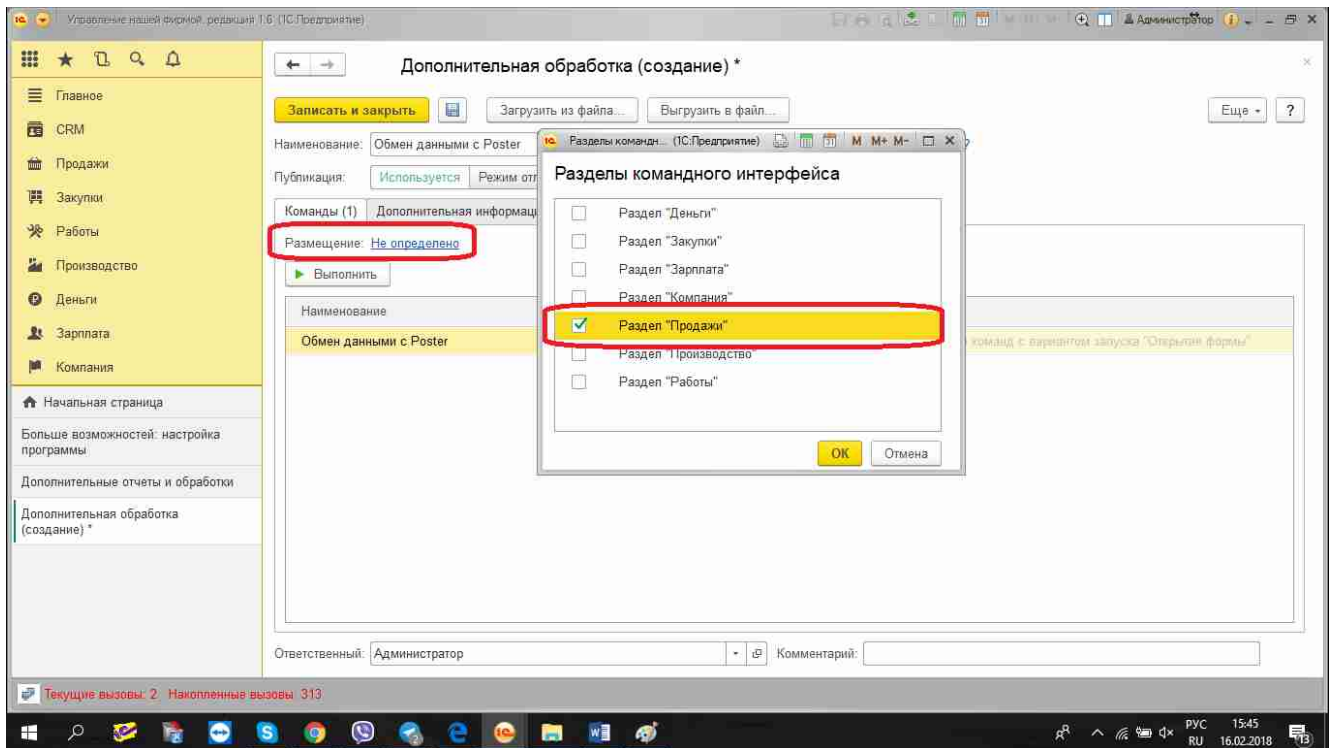 Управление нашей фирмой, редакция 1.6 (1С:Предприятие)
M M+ M-
Администратор
Главное
CRM
Продажи
Закупки
Работы
Производство
Деньги
Зарплата
Компания
Начальная страница
Больше возможностей: настройка
программы
Дополнительные отчеты и обработки
Дополнительная обработка
(создание) *
Дополнительная обработка (создание) *
Записать и закрыть
Загрузить из файла...
Выгрузить в файл...
Еще
?
Наименование: Обмен данными с Poster
Публикация: Используется Режим отл
Команды (1) Дополнительная информац
Размещение: Не определено
Выполнить
Наименование
Обмен данными с Poster
команд с вариантом запуска "Открытие формы"
Разделы командн... (1С:Предприятие) M M+ M-
Разделы командного интерфейса
Раздел "Деньги"
Раздел "Закупки"
Раздел "Зарплата"
Раздел "Компания"
Раздел "Продажи"
Раздел "Производство"
Раздел "Работы"
ОК Отмена
Ответственный: Администратор
Комментарий:
Текущие вызовы: 2 Накопленные вызовы: 313
РУС
RU
15:45
16.02.2018
13